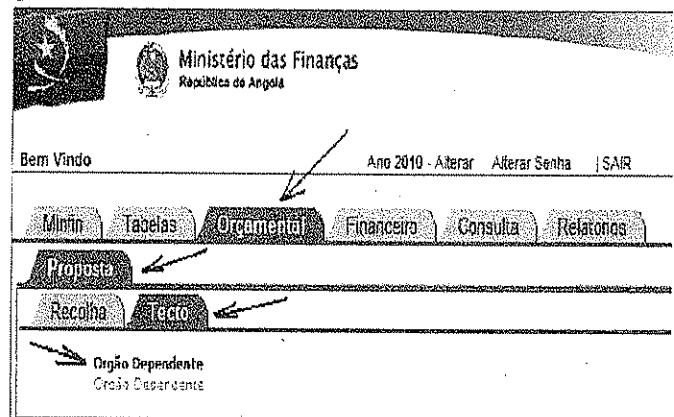 Ministério das Finanças
República de Angola
Bem Vindo
Ano 2010 - Alterar Alterar Senha | SAIR
Minfin Tabelas Orcamental Financeiro Consulta Relatorios
Proposta
Recolha Tecto
Orgão Dependente
Orgão Dependente